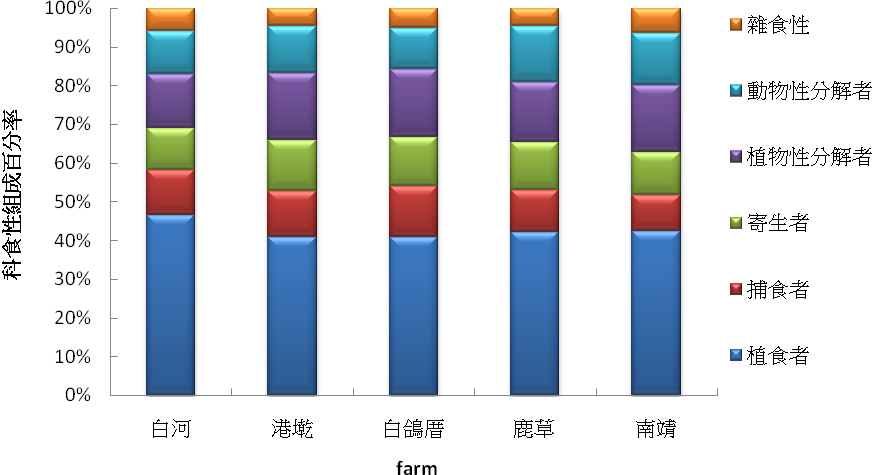 科食性組成百分率
100%
90%
80%
70%
60%
50%
40%
30%
20%
10%
0%
白河
港墘
白鴿厝
鹿草
南靖
farm
雜食性
動物性分解者
植物性分解者
寄生者
捕食者
植食者